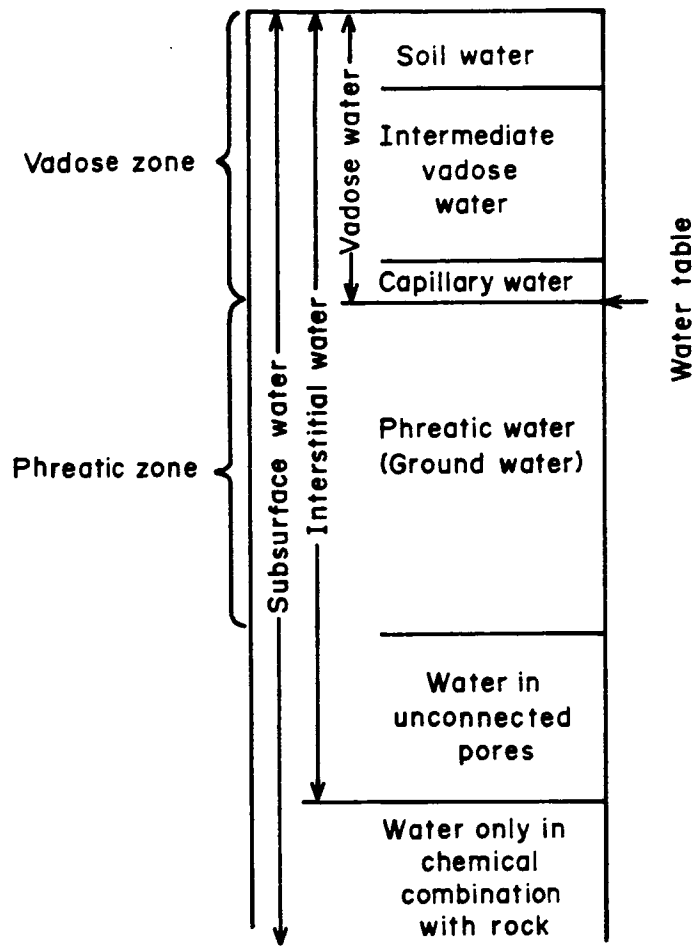 Soil water
Intermediate
vadose
water
Vadose zone
Vadose water
Capillary water
Water table
Subsurface water
Interstitial water
Phreatic water
(Ground water)
Phreatic zone
Water in
unconnected
pores
Water only in
chemical
combination
with rock